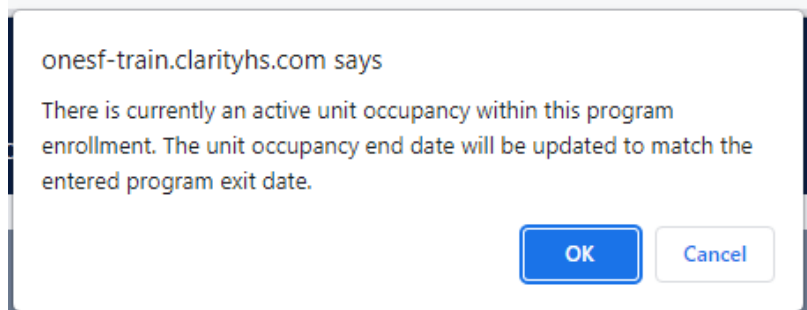 onesf-train.clarityhs.com says
There is currently an active unit occupancy within this program
enrollment. The unit occupancy end date will be updated to match the
entered program exit date.
OK
Cancel